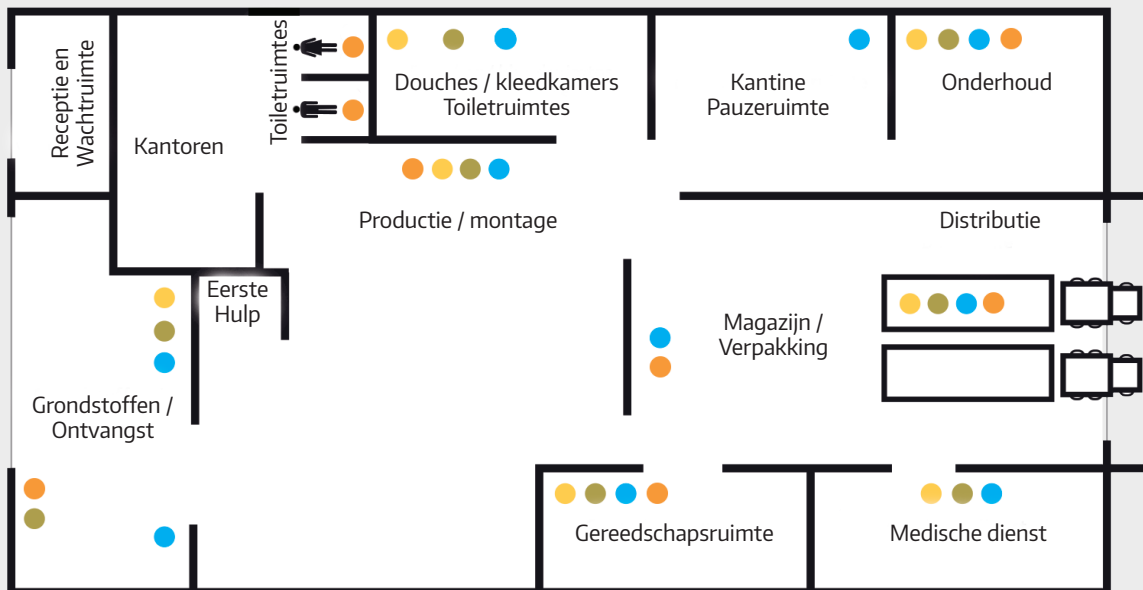 Receptie en
Wachtruimte
Kantoren
Toiletruimtes
Douches / kleedkamers
Toiletruimtes
Kantine
Pauzeruimte
Onderhoud
Productie / montage
Distributie
Eerste
Hulp
Magazijn /
Verpakking
Grondstoffen /
Ontvangst
Gereedschapsruimte
Medische dienst